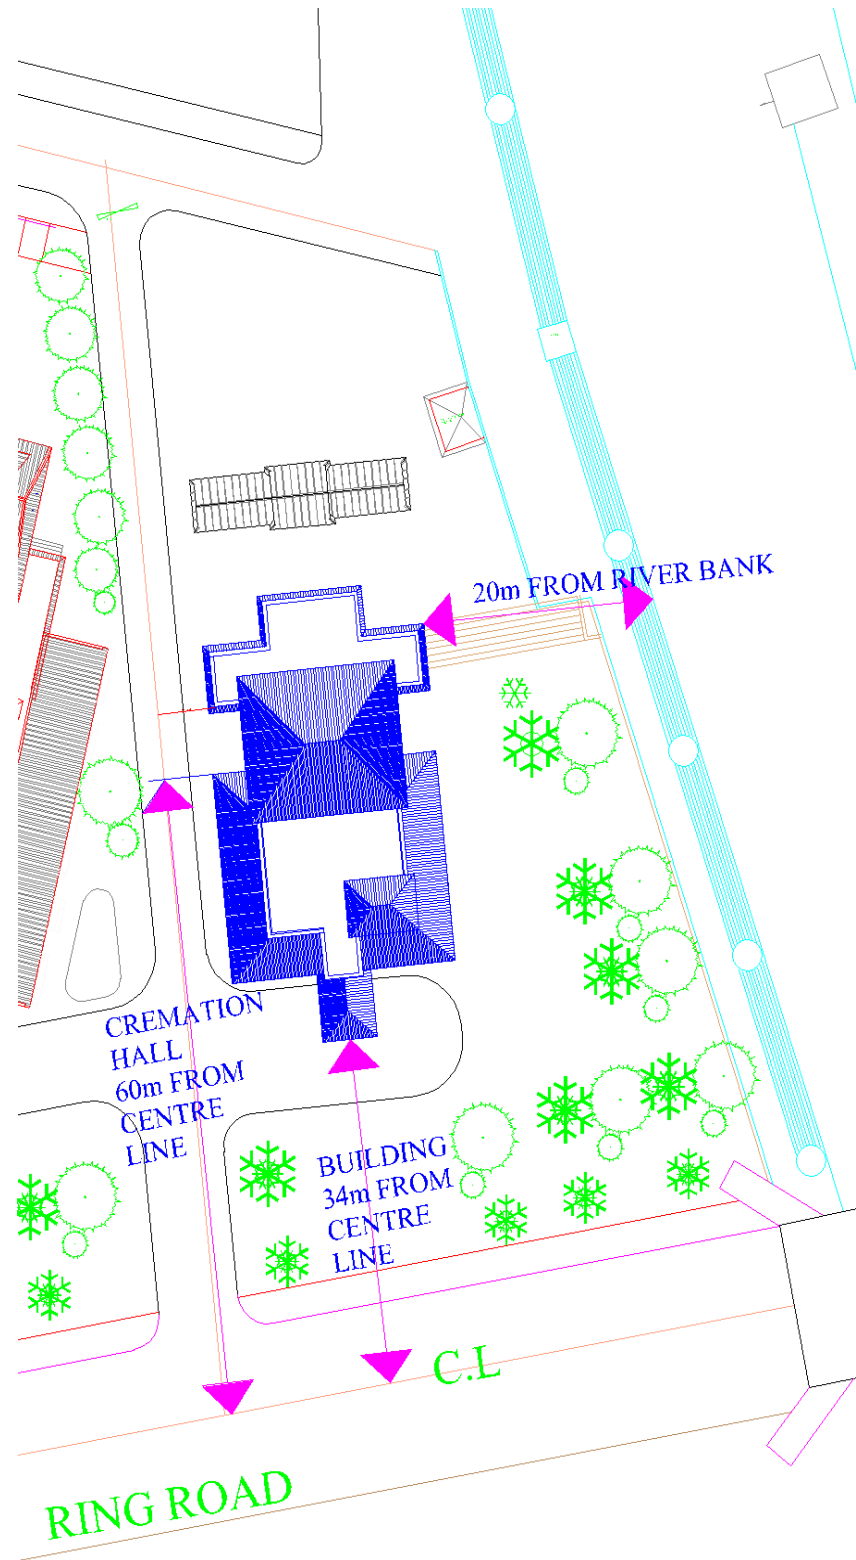 20m FROM RIVER BANK
CREMATION
HALL
60m FROM
CENTRE
LINE
BUILDING
34m FROM
CENTRE
LINE
C.L
RING ROAD